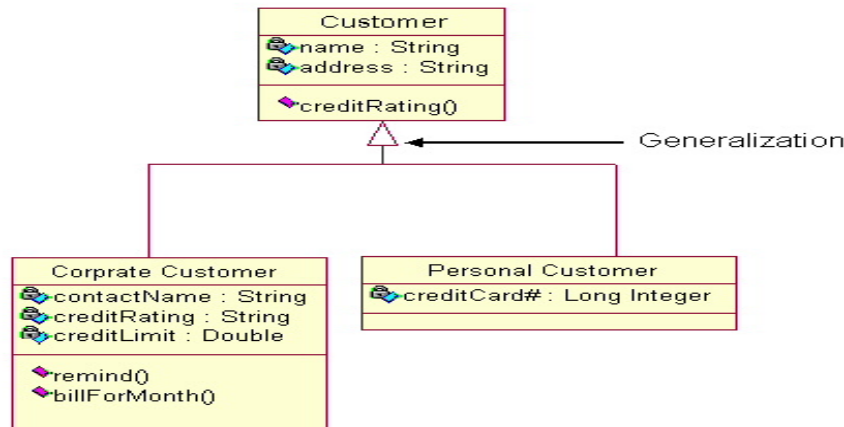 Customer
name : String
address : String
creditRating()
Generalization
Corprate Customer
contactName : String
creditRating : String
creditLimit : Double
remind()
billForMonth()
Personal Customer
creditCard# : Long Integer